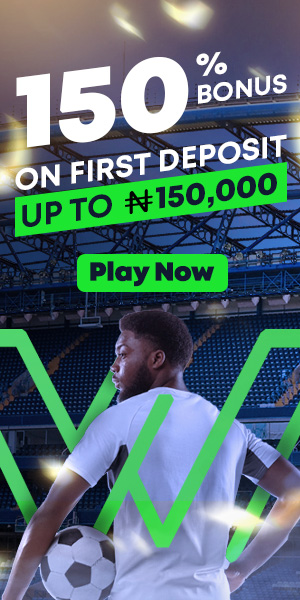 150% BONUS
ON FIRST DEPOSIT
UP TO ₦150,000
Play Now